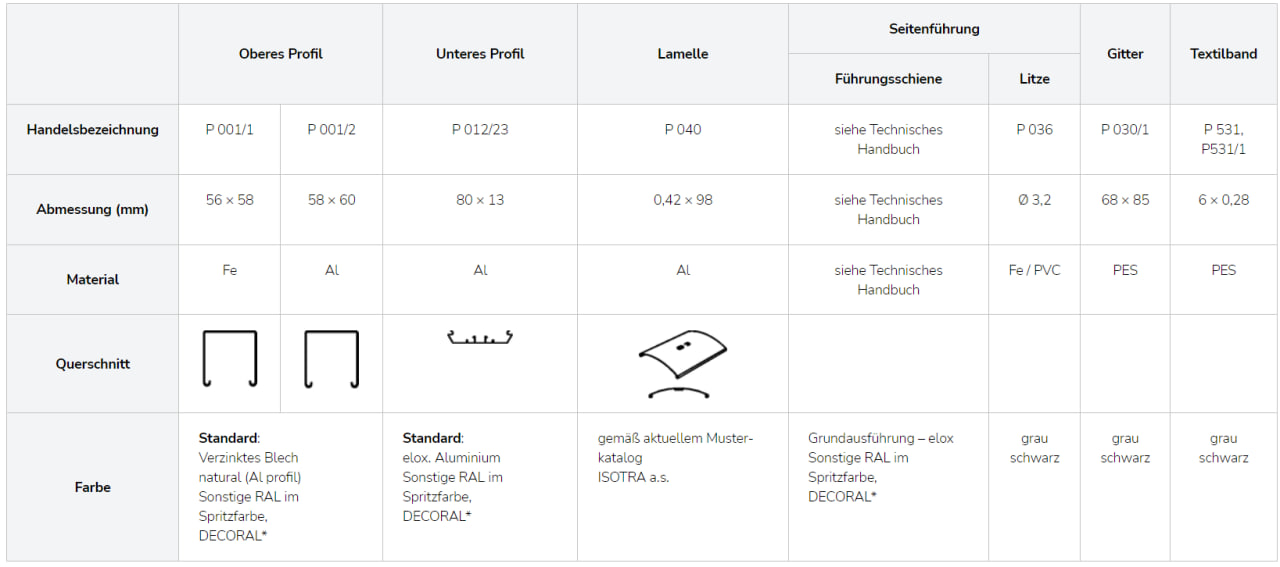 Oberes Profil
Unteres Profil
Lamelle
Seitenführung
Führungsschiene
Litze
Gitter
Textilband
Handelsbezeichnung
P 001/1
P 001/2
P 012/23
P 040
siehe Technisches
Handbuch
P 036
P 030/1
P 531,
P531/1
Abmessung (mm)
56 × 58
58 × 60
80 × 13
0,42 × 98
siehe Technisches
Handbuch
Ø 3,2
68 × 85
6 × 0,28
Material
Fe
Al
Al
Al
siehe Technisches
Handbuch
Fe / PVC
PES
PES
Querschnitt
Farbe
Standard:
Verzinktes Blech
natural (Al profil)
Sonstige RAL im
Spritzfarbe,
DECORAL*
Standard:
elox. Aluminium
Sonstige RAL im
Spritzfarbe,
DECORAL*
gemäß aktuellem Muster-
katalog
ISOTRA a.s.
Grundausführung – elox
Sonstige RAL im
Spritzfarbe,
DECORAL*
grau
schwarz
grau
schwarz
grau
schwarz